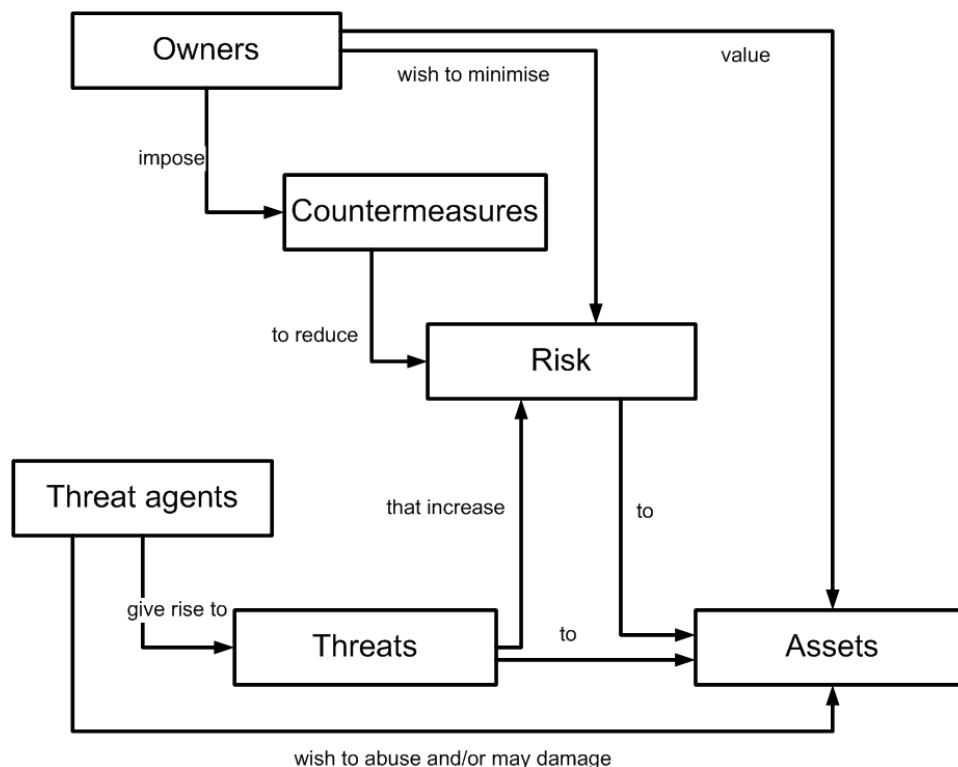 Owners
value
wish to minimise
impose
Countermeasures
to reduce
Risk
Threat agents
that increase
to
give rise to
Threats
to
Assets
wish to abuse and/or may damage